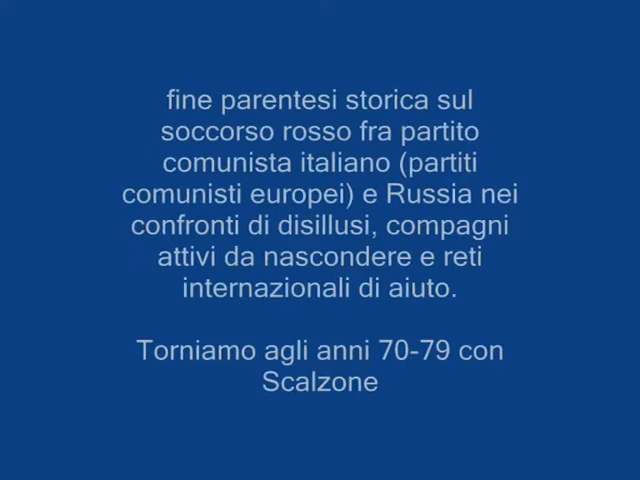 fine parentesi storica sul
soccorso rosso fra partito
comunista italiano (partiti
comunisti europei) e Russia nei
confronti di disillusi, compagni
attivi da nascondere e reti
internazionali di aiuto.
Torniamo agli anni 70-79 con
Scalzone